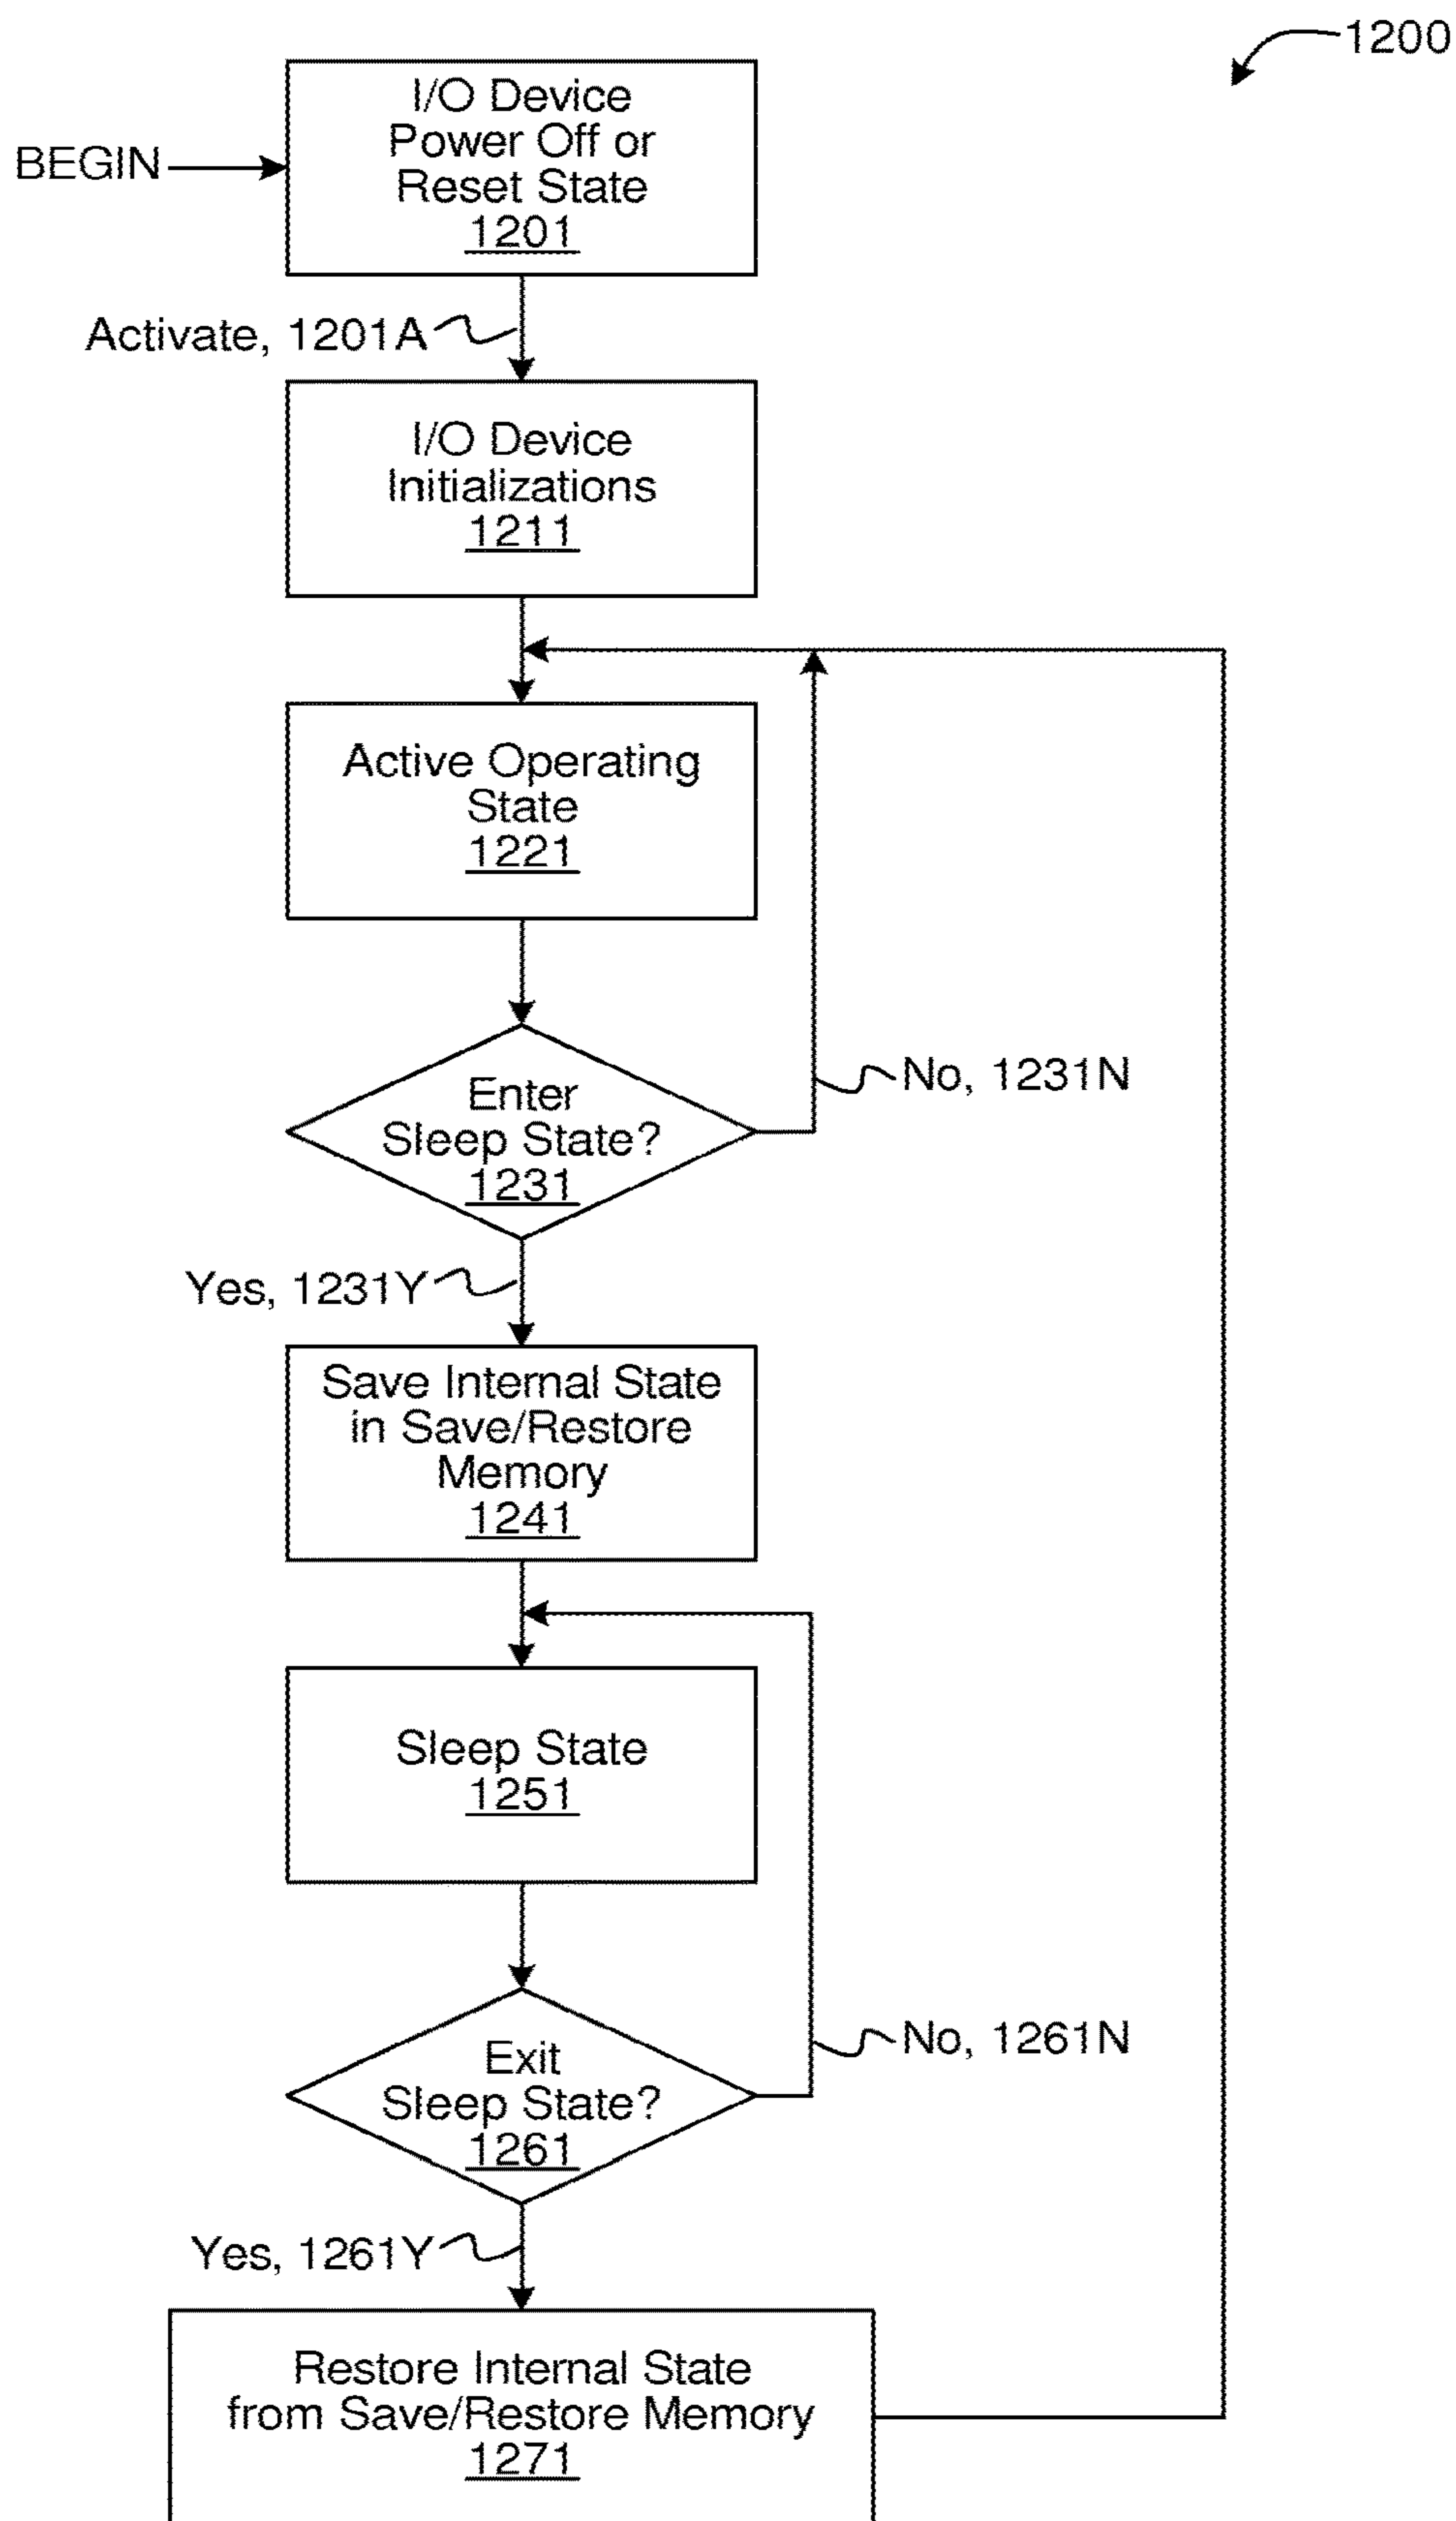 1200
I/O Device
Power Off or
Reset State
1201
BEGIN
Activate, 1201A
I/O Device
Initializations
1211
Active Operating
State
1221
Enter
Sleep State?
1231
No, 1231N
Yes, 1231Y
Save Internal State
in Save/Restore
Memory
1241
Sleep State
1251
Exit
Sleep State?
1261
No, 1261N
Yes, 1261Y
Restore Internal State
from Save/Restore Memory
1271